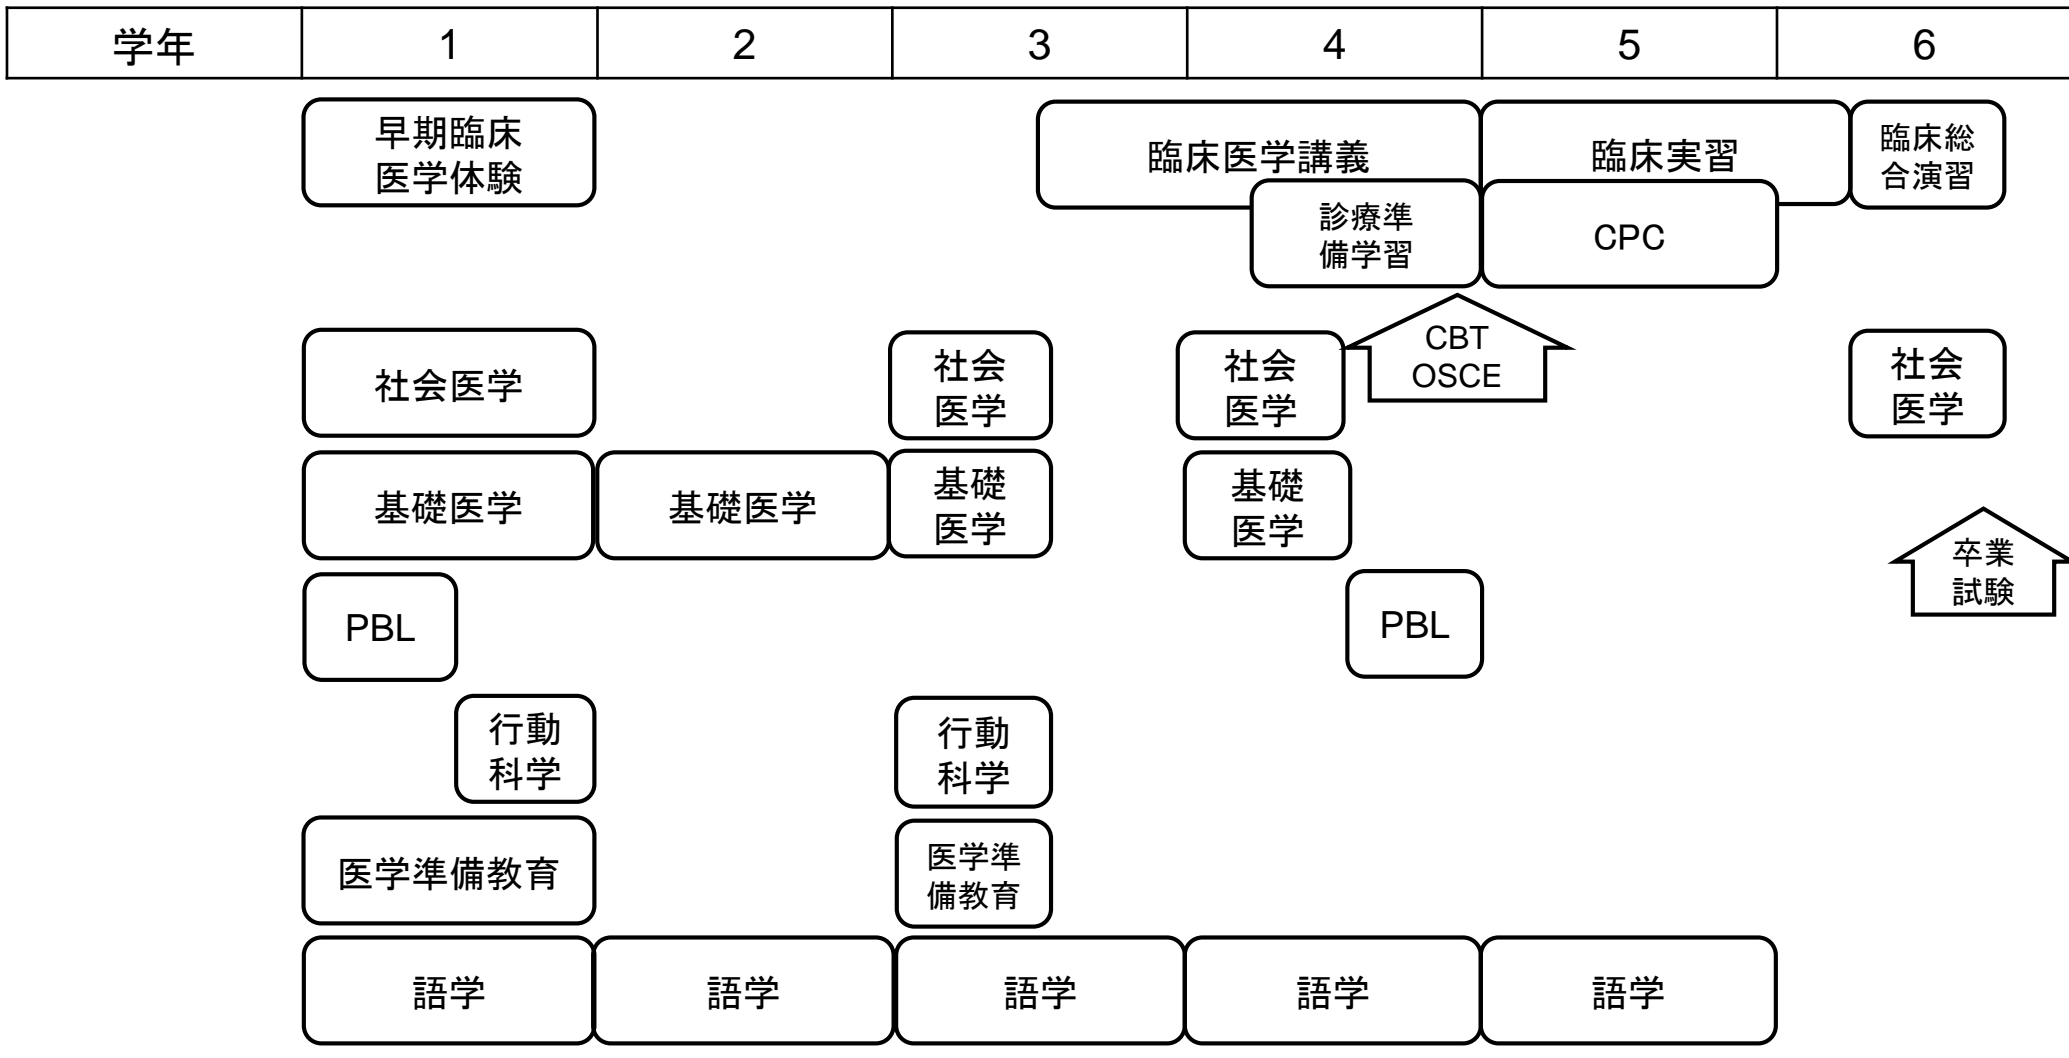 学年 1 2 3 4 5 6
早期臨床
医学体験
臨床医学講義
臨床実習
臨床総
合演習
診療準
備学習
CPC
CBT
OSCE
社会医学
社会
医学
社会
医学
社会
医学
基礎医学
基礎医学
基礎
医学
基礎
医学
卒業
試験
PBL
PBL
行動
科学
行動
科学
医学準備教育
医学準
備教育
語学
語学
語学
語学
語学